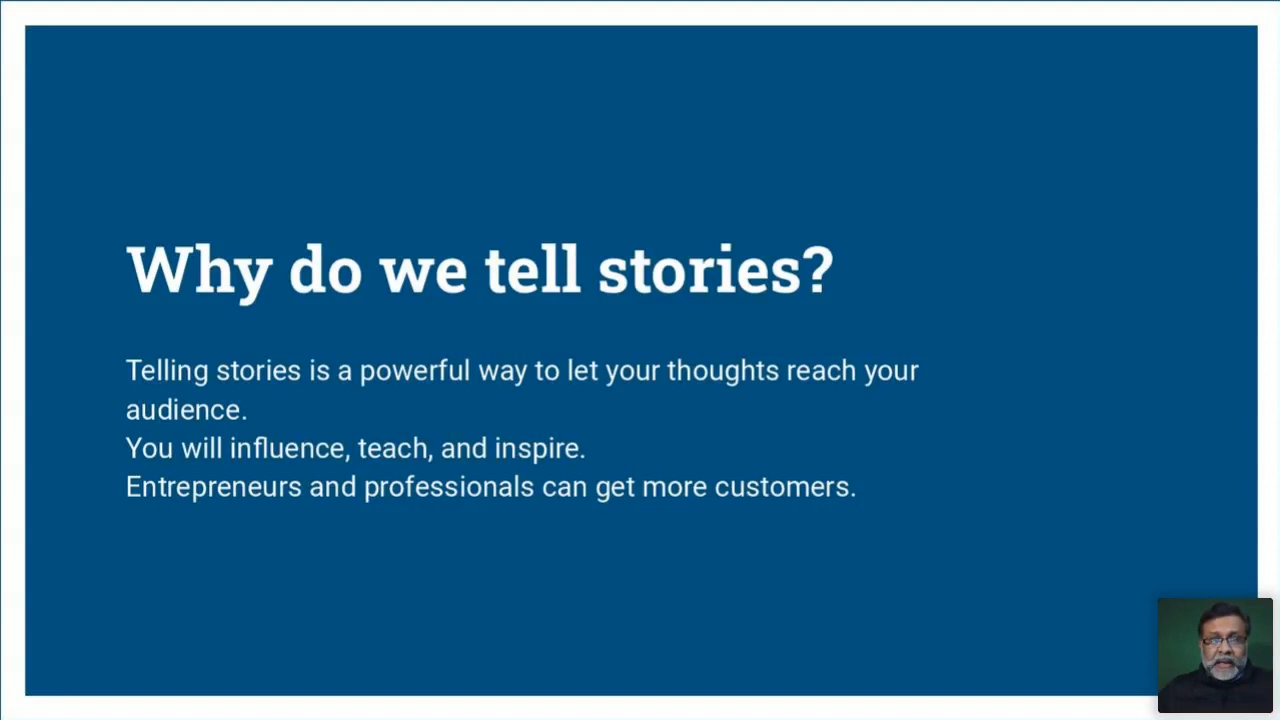 Why do we tell stories?
Telling stories is a powerful way to let your thoughts reach your
audience.
You will influence, teach, and inspire.
Entrepreneurs and professionals can get more customers.